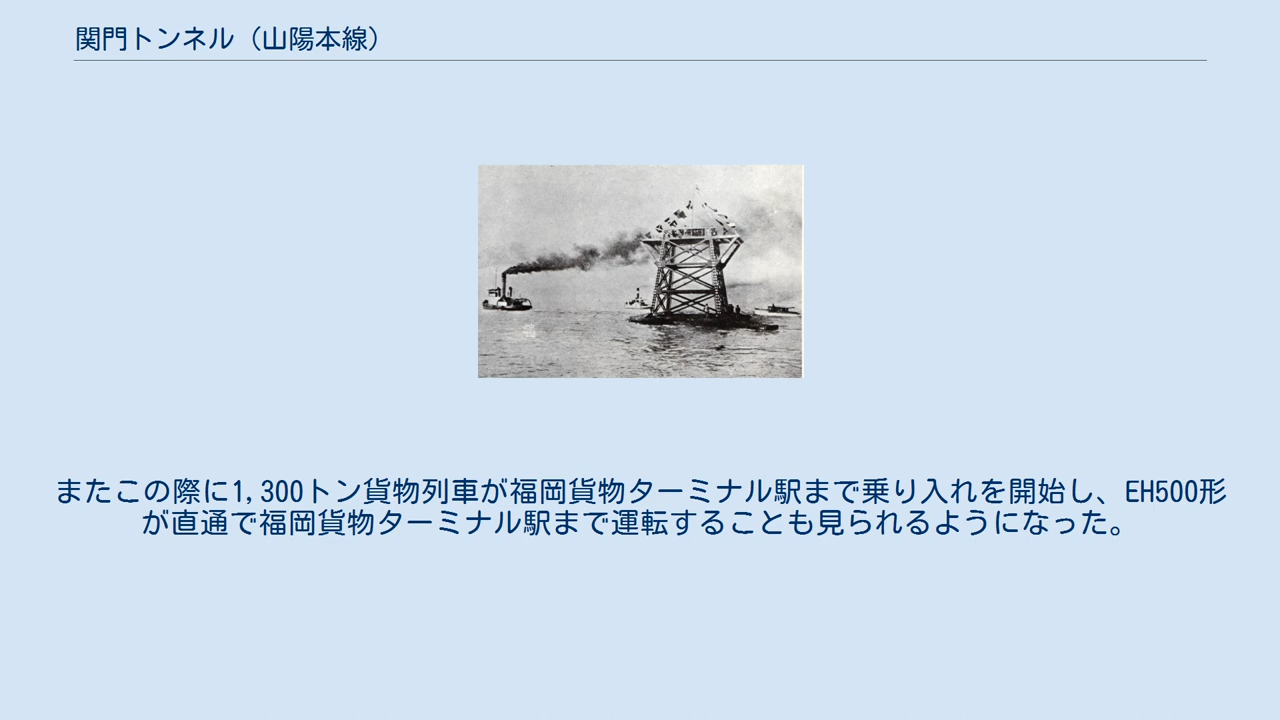 関門トンネル（山陽本線）
またこの際に1,300トン貨物列車が福岡貨物ターミナル駅まで乗り入れを開始し、EH500形
が直通で福岡貨物ターミナル駅まで運転することも見られるようになった。